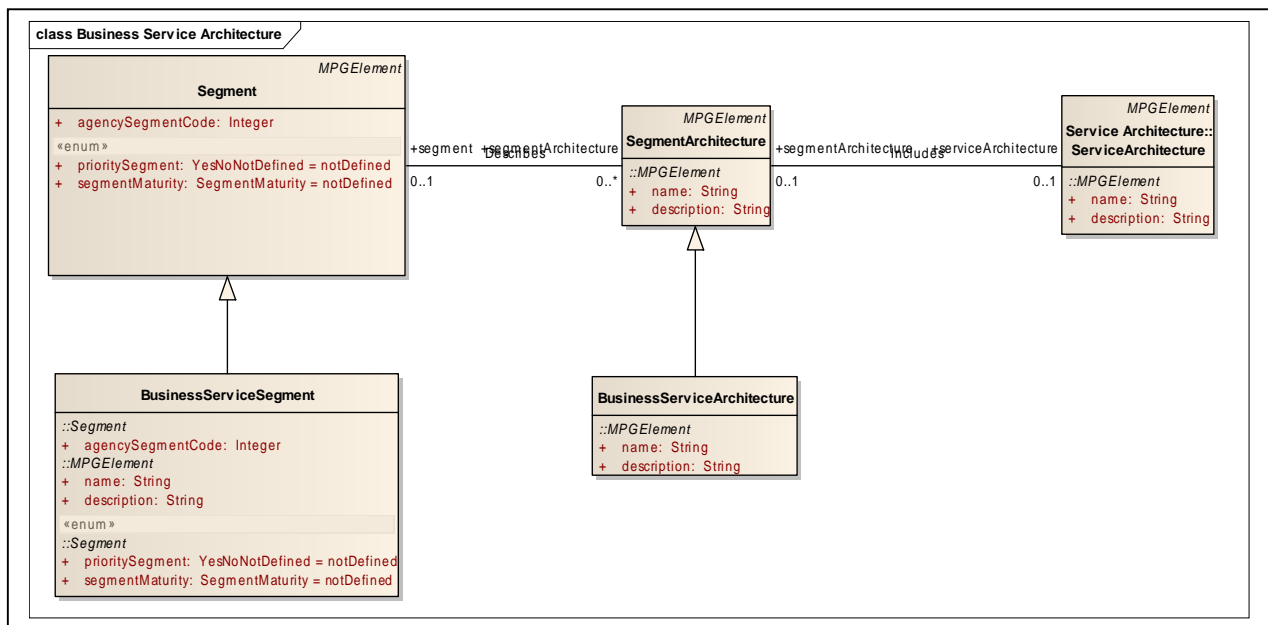 class Business Service Architecture
MPGElement
Segment
+ agencySegmentCode: Integer
«enum»
+ prioritySegment: YesNoNotDefined = notDefined
+ segmentMaturity: SegmentMaturity = notDefined
+segment
Describes
+segmentArchitecture
0..1
0..*
MPGElement
SegmentArchitecture
::MPGElement
+ name: String
+ description: String
+segmentArchitecture
Includes
+serviceArchitecture
0..1
0..1
MPGElement
Service Architecture::
ServiceArchitecture
::MPGElement
+ name: String
+ description: String
BusinessServiceSegment
::Segment
+ agencySegmentCode: Integer
::MPGElement
+ name: String
+ description: String
«enum»
::Segment
+ prioritySegment: YesNoNotDefined = notDefined
+ segmentMaturity: SegmentMaturity = notDefined
BusinessServiceArchitecture
::MPGElement
+ name: String
+ description: String